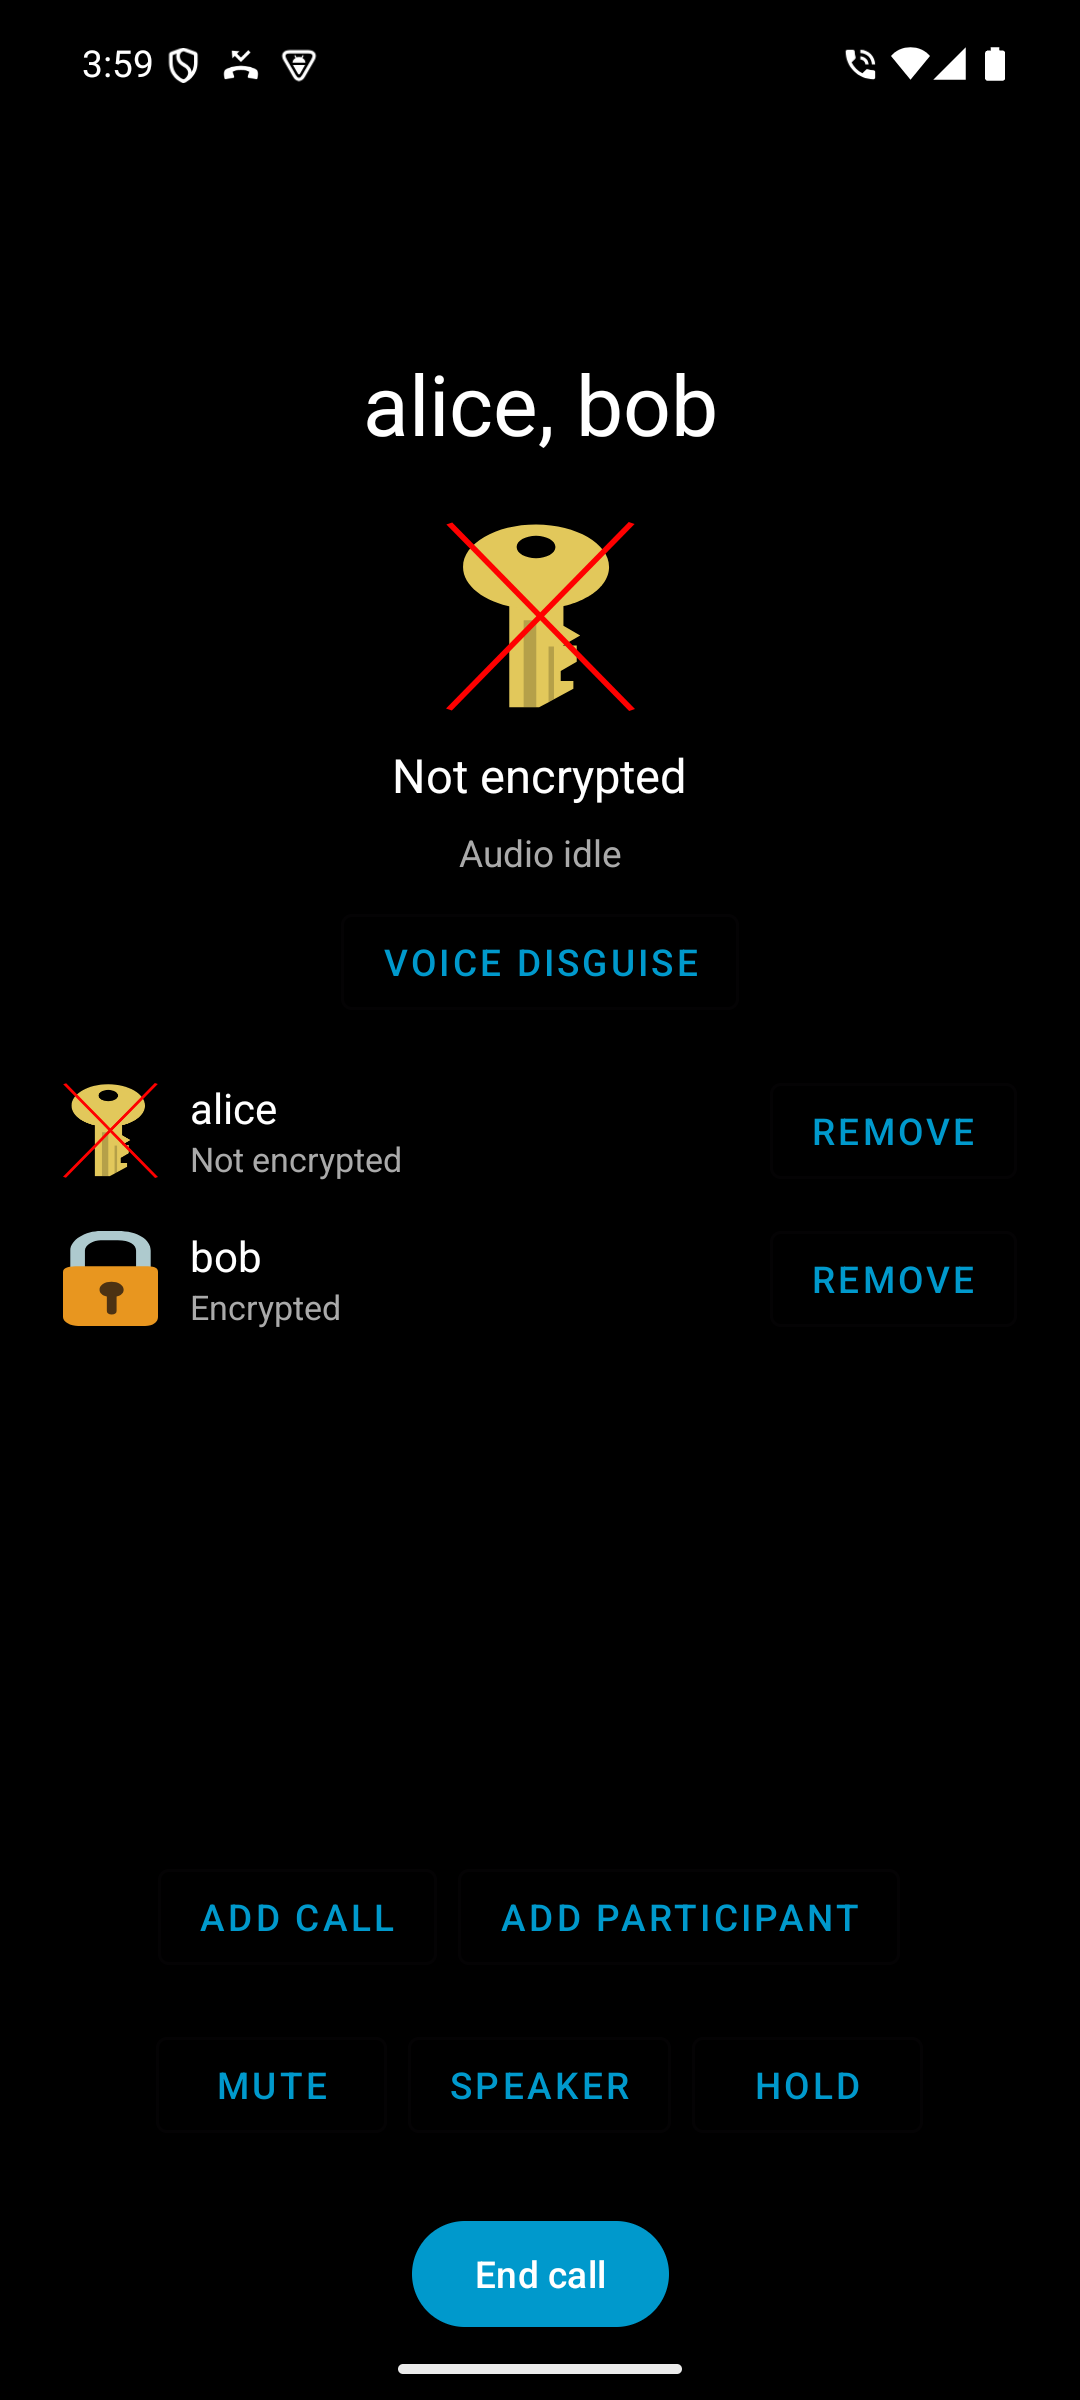 3:59
alice, bob
Not encrypted
Audio idle
VOICE DISGUISE
alice
Not encrypted
REMOVE
bob
Encrypted
REMOVE
ADD CALL
ADD PARTICIPANT
MUTE
SPEAKER
HOLD
End call